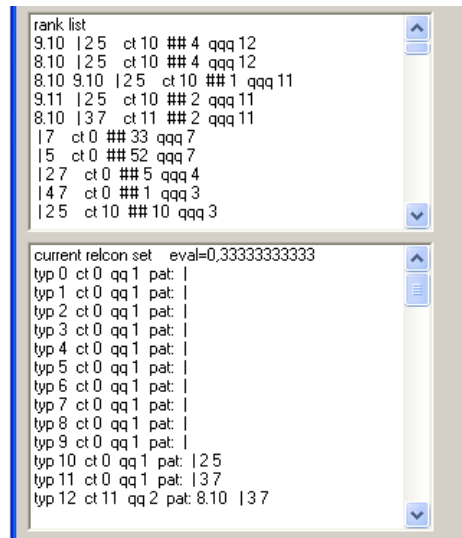 rank list
9.10 | 2 5 ct 10 ## 4 qqq 12
8.10 | 2 5 ct 10 ## 4 qqq 12
8.10 9.10 | 2 5 ct 10 ## 1 qqq 11
9.11 | 2 5 ct 10 ## 2 qqq 11
8.10 | 3 7 ct 11 ## 2 qqq 11
| 7 ct 0 ## 33 qqq 7
| 5 ct 0 ## 52 qqq 7
| 2 7 ct 0 ## 5 qqq 4
| 4 7 ct 0 ## 1 qqq 3
| 2 5 ct 10 ## 10 qqq 3
current relcon set eval=0,33333333333
typ 0 ct 0 qq 1 pat: |
typ 1 ct 0 qq 1 pat: |
typ 2 ct 0 qq 1 pat: |
typ 3 ct 0 qq 1 pat: |
typ 4 ct 0 qq 1 pat: |
typ 5 ct 0 qq 1 pat: |
typ 6 ct 0 qq 1 pat: |
typ 7 ct 0 qq 1 pat: |
typ 8 ct 0 qq 1 pat: |
typ 9 ct 0 qq 1 pat: |
typ 10 ct 0 qq 1 pat: | 2 5
typ 11 ct 0 qq 1 pat: | 3 7
typ 12 ct 11 qq 2 pat: 8.10 | 3 7